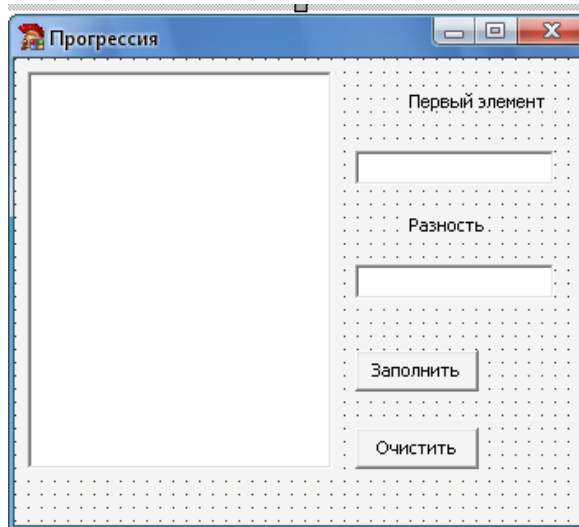 Прогрессия
Первый элемент
Разность
Заполнить
Очистить